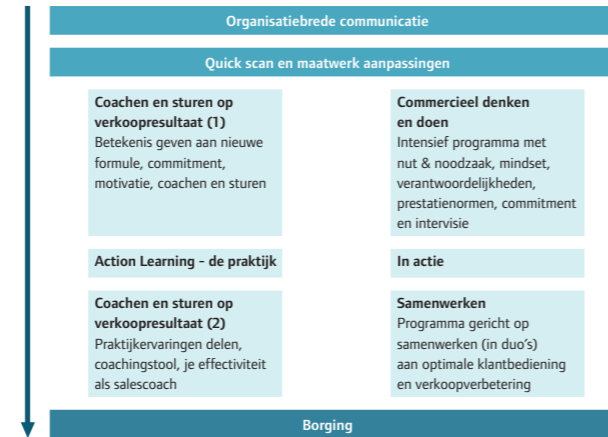 Organisatiebrede communicatie
Quick scan en maatwerk aanpassingen
Coachen en sturen op
verkoopresultaat (1)
Betekenis geven aan nieuwe
formule, commitment,
motivatie, coachen en sturen
Commercieel denken
en doen
Intensief programma met
nut & noodzaak, mindset,
verantwoordelijkheden,
prestatienormen, commitment
en intervisie
Action Learning - de praktijk
In actie
Coachen en sturen op
verkoopresultaat (2)
Praktijkervaringen delen,
coachingstool, je effectiviteit
als salescoach
Samenwerken
Programma gericht op
samenwerken (in duo's)
aan optimale klantbediening
en verkoopverbetering
Borging